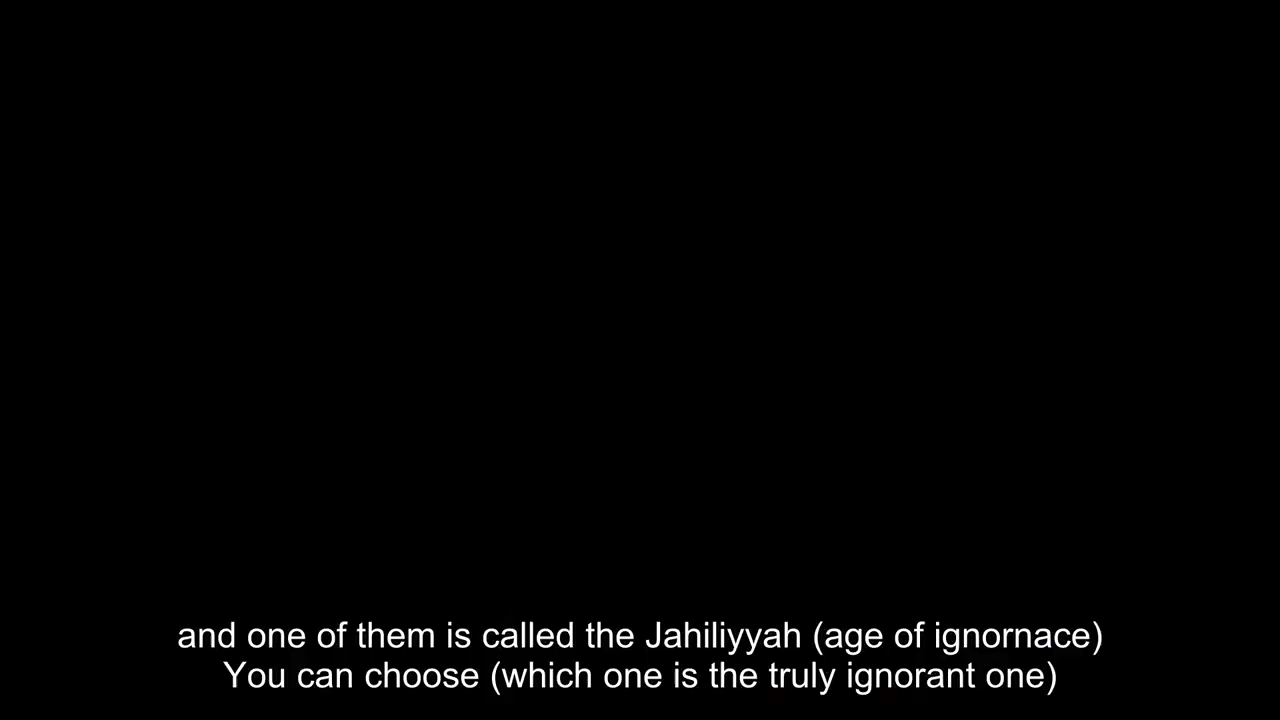 and one of them is called the Jahiliyyah (age of ignornace)
You can choose (which one is the truly ignorant one)